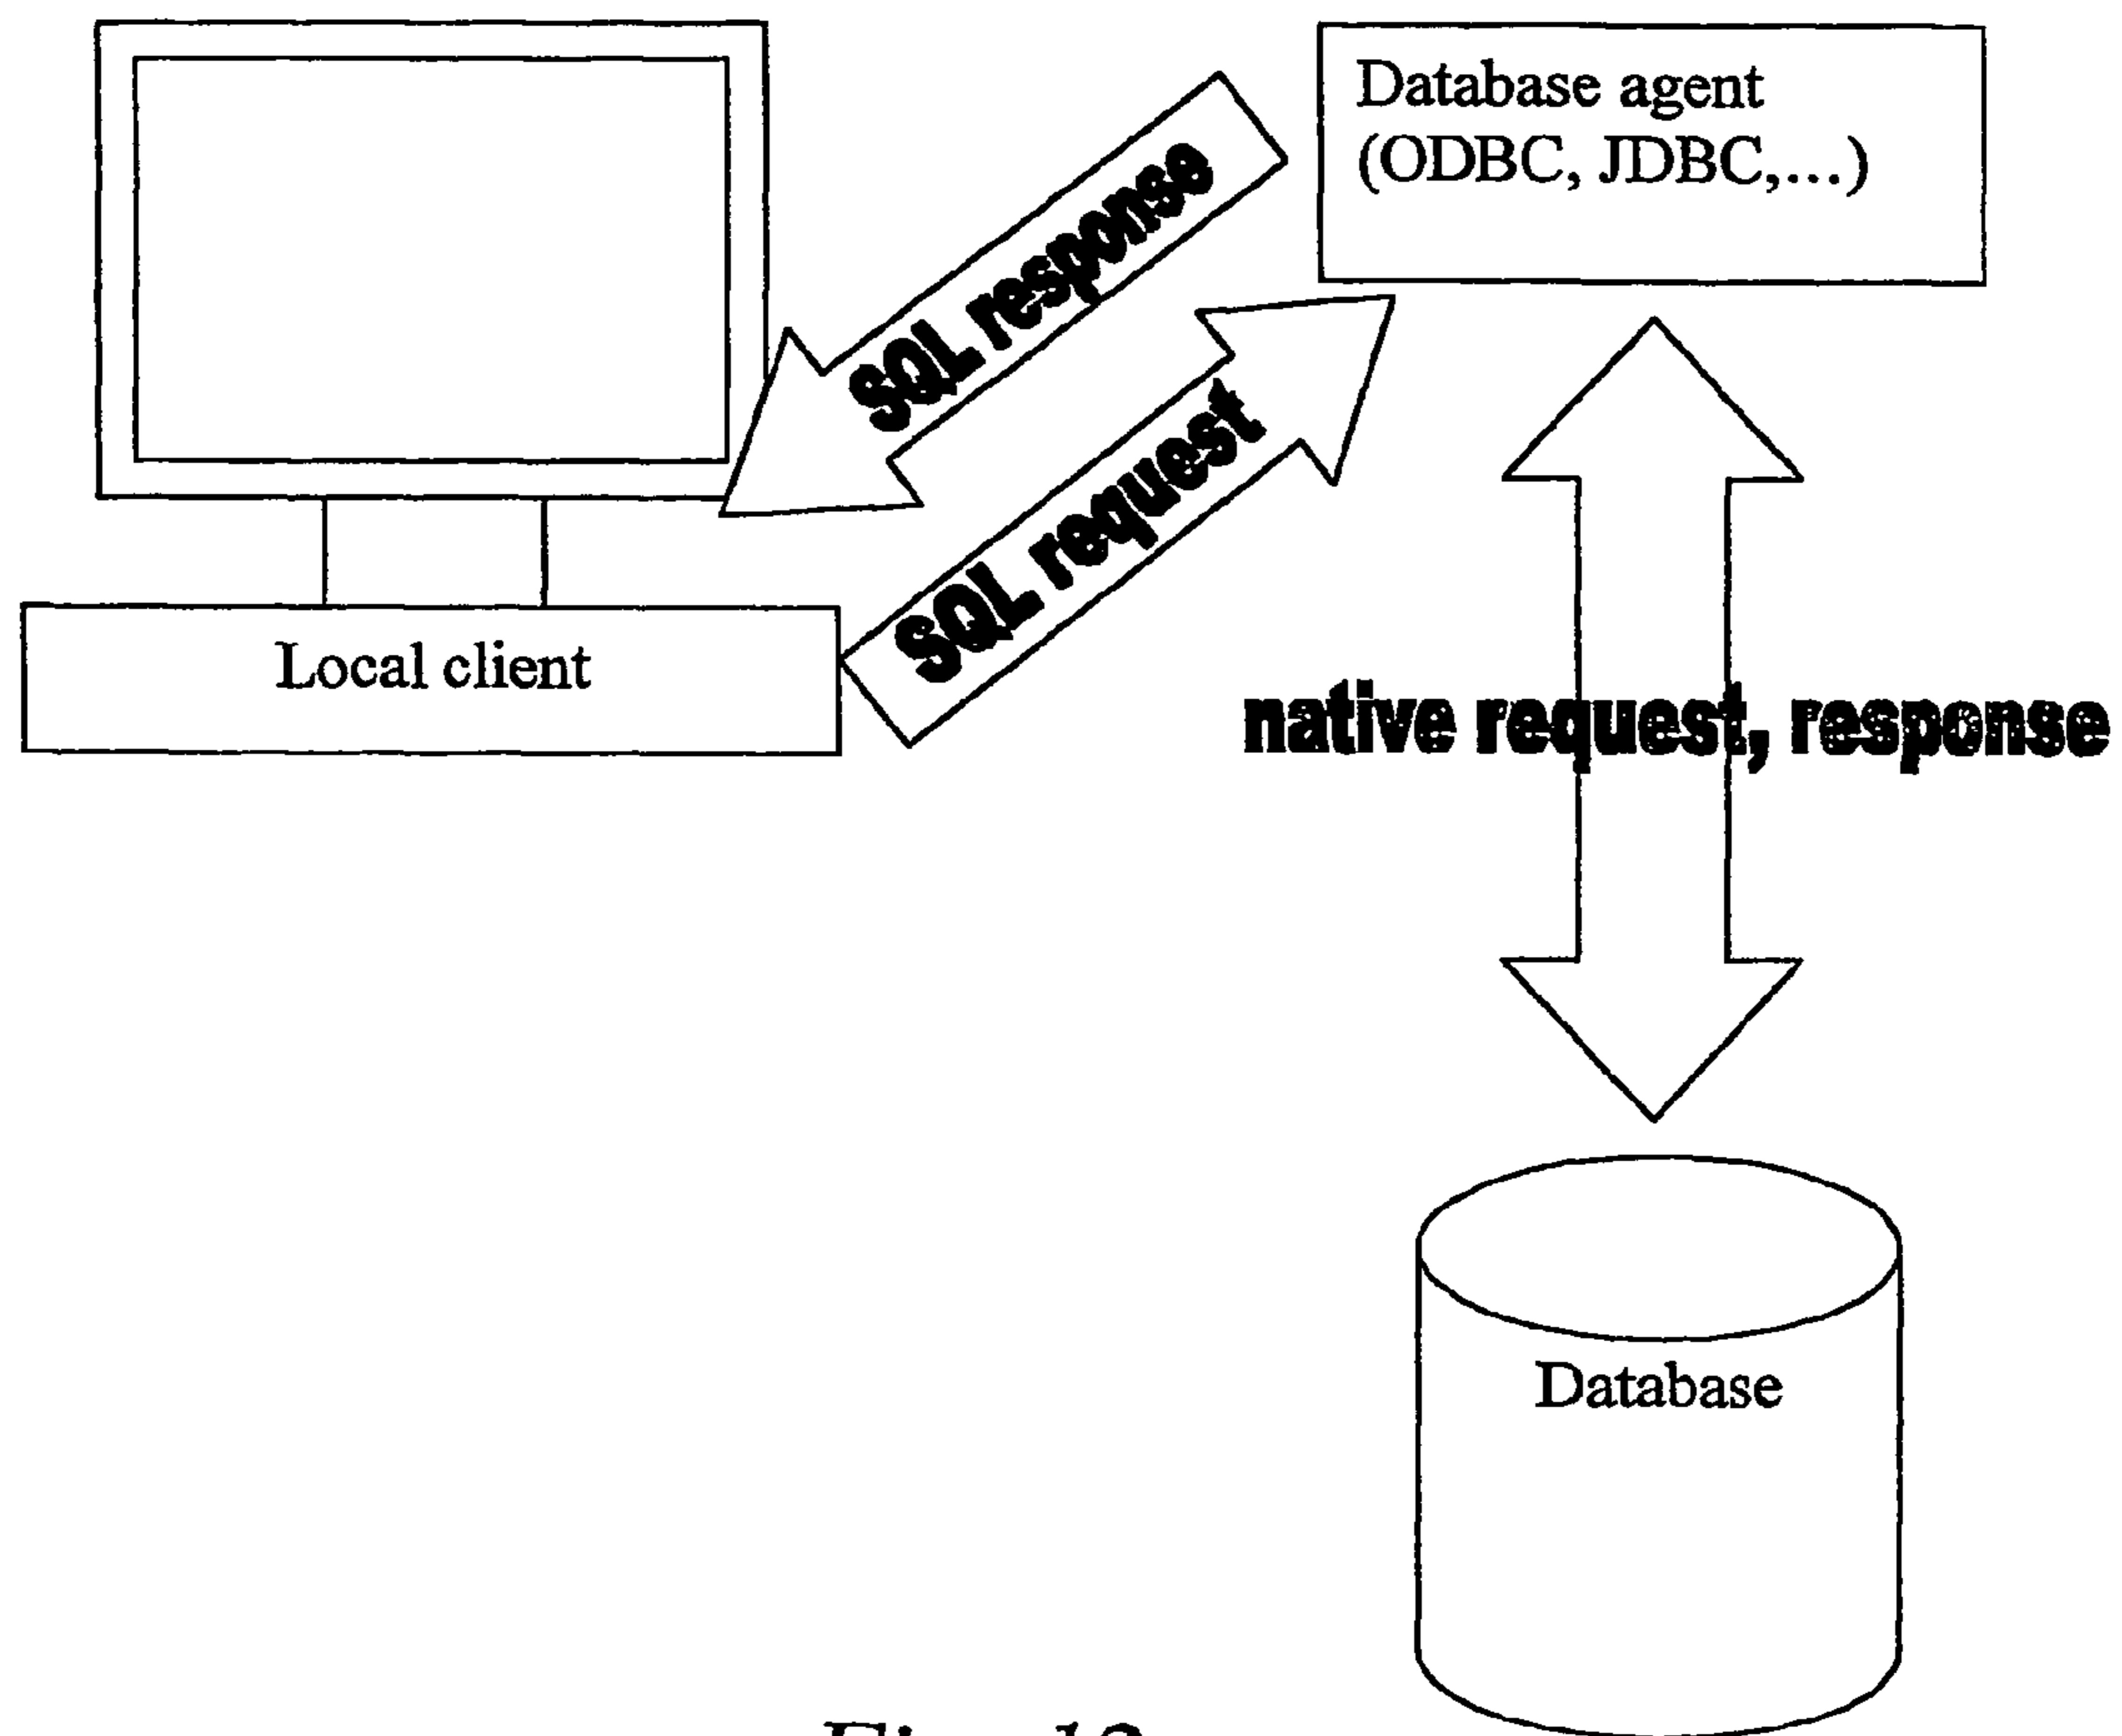 Database agent
(ODBC, JDBC,...)
SQL response
SQL request
Local client
native request, response
Database